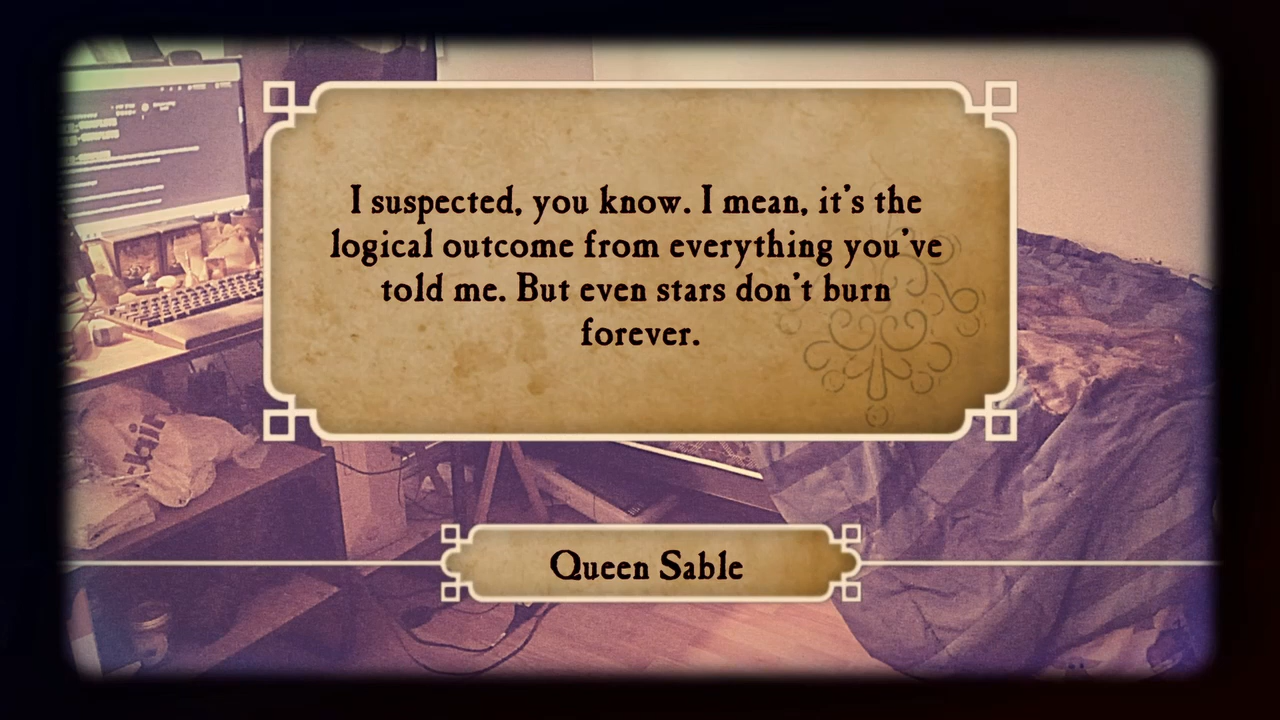 I suspected, you know. I mean, it's the
logical outcome from everything you've
told me. But even stars don't burn
forever.
Queen Sable